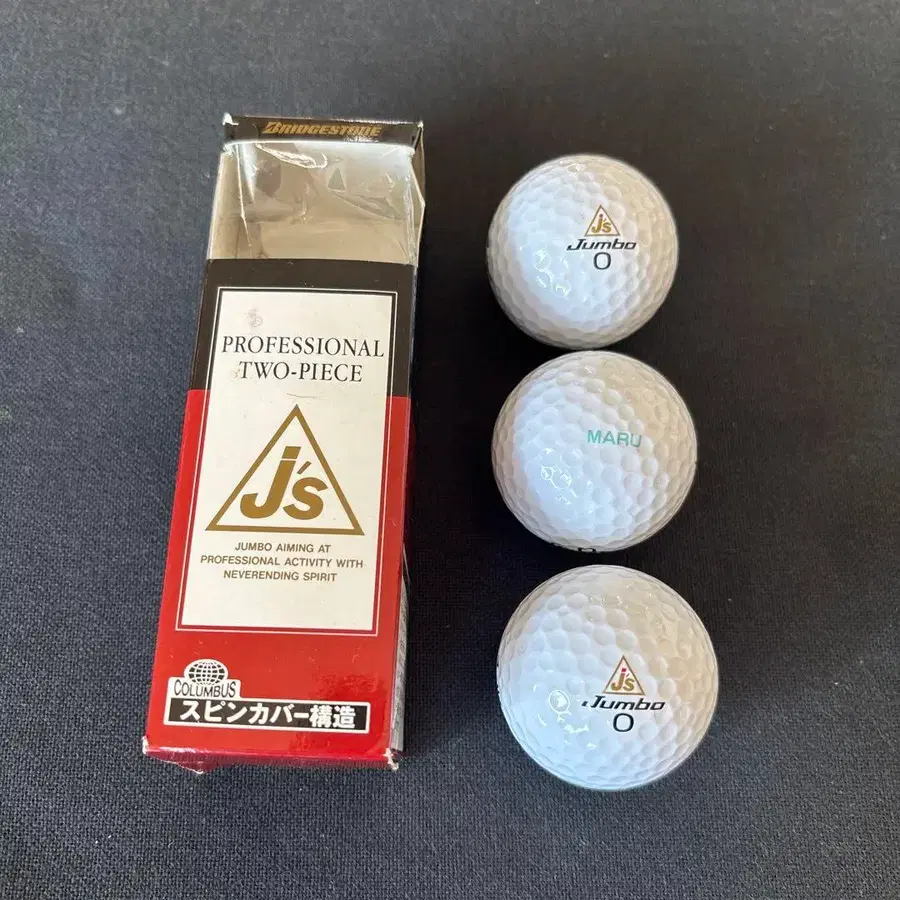 BRIDGESTONE
PROFESSIONAL
TWO-PIECE
j's
JUMBO AIMING AT
PROFESSIONAL ACTIVITY WITH
NEVERENDING SPIRIT
COLUMBUS
スピンカバー構造
j's
Jumbo
0
MARU
j's
Jumbo
0